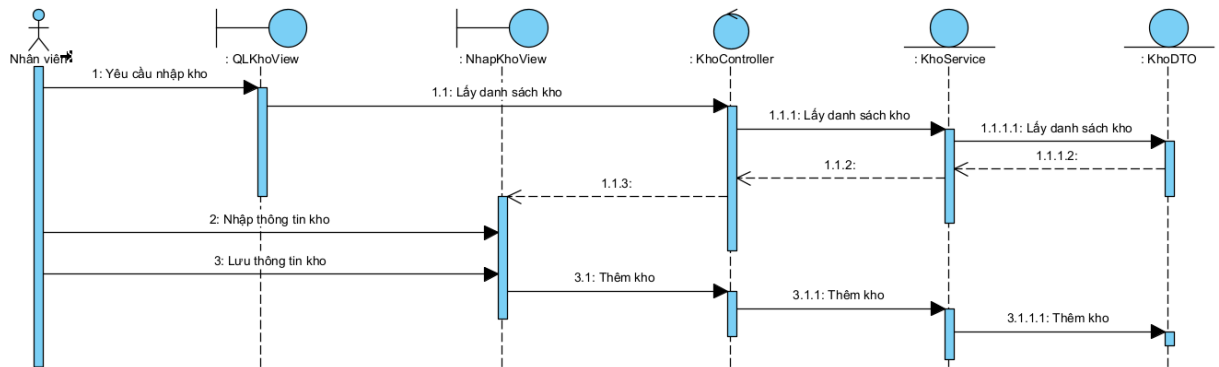 Nhân viên
: QLKhoView
: NhapKhoView
: KhoController
: KhoService
: KhoDTO
1: Yêu cầu nhập kho
1.1: Lấy danh sách kho
1.1.1: Lấy danh sách kho
1.1.1.1: Lấy danh sách kho
1.1.1.2:
1.1.2:
1.1.3:
2: Nhập thông tin kho
3: Lưu thông tin kho
3.1: Thêm kho
3.1.1: Thêm kho
3.1.1.1: Thêm kho